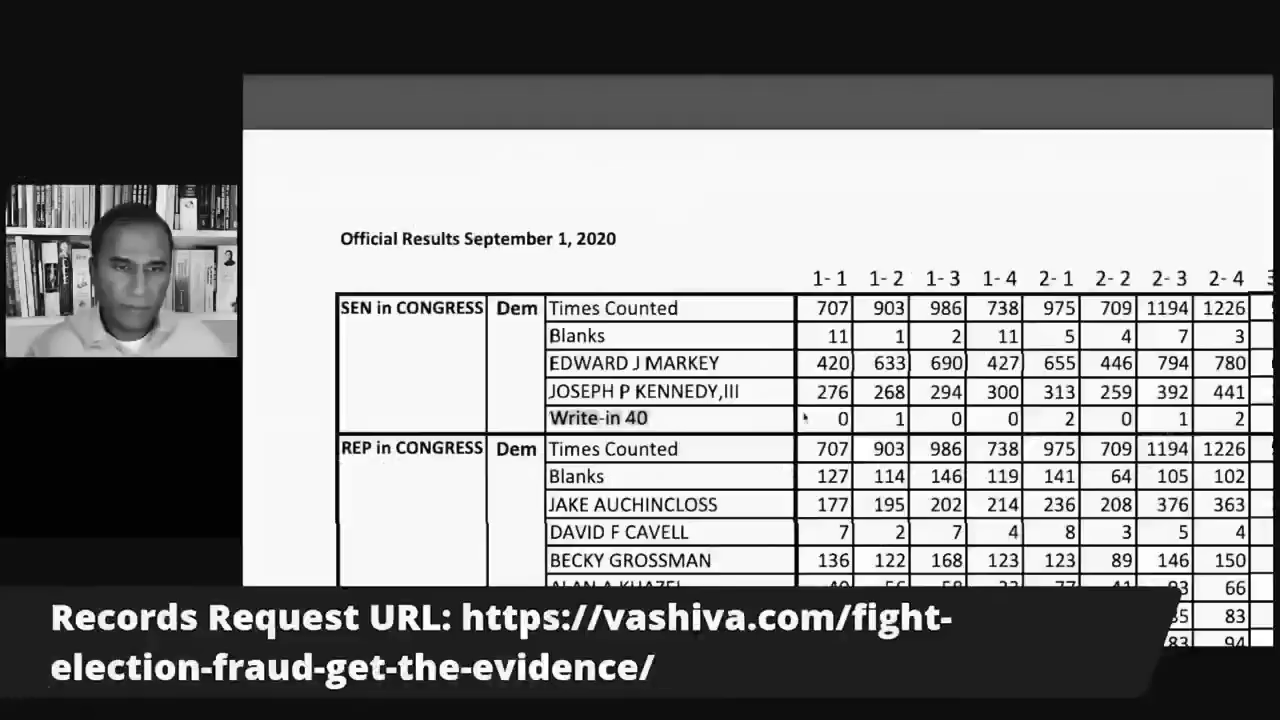 Official Results September 1, 2020
1- 1 1- 2 1- 3 1- 4 2- 1 2- 2 2- 3 2- 4
SEN in CONGRESS Dem Times Counted 707 903 986 738 975 709 1194 1226
Blanks 11 1 2 11 5 4 7 3
EDWARD J MARKEY 420 633 690 427 655 446 794 780
JOSEPH P KENNEDY,III 276 268 294 300 313 259 392 441
Write-in 40 0 1 0 0 2 0 1 2
REP in CONGRESS Dem Times Counted 707 903 986 738 975 709 1194 1226
Blanks 127 114 146 119 141 64 105 102
JAKE AUCHINCLOSS 177 195 202 214 236 208 376 363
DAVID F CAVELL 7 2 7 4 8 3 5 4
BECKY GROSSMAN 136 122 168 123 123 89 146 150
66
83
94
Records Request URL: https://vashiva.com/fight-
election-fraud-get-the-evidence/